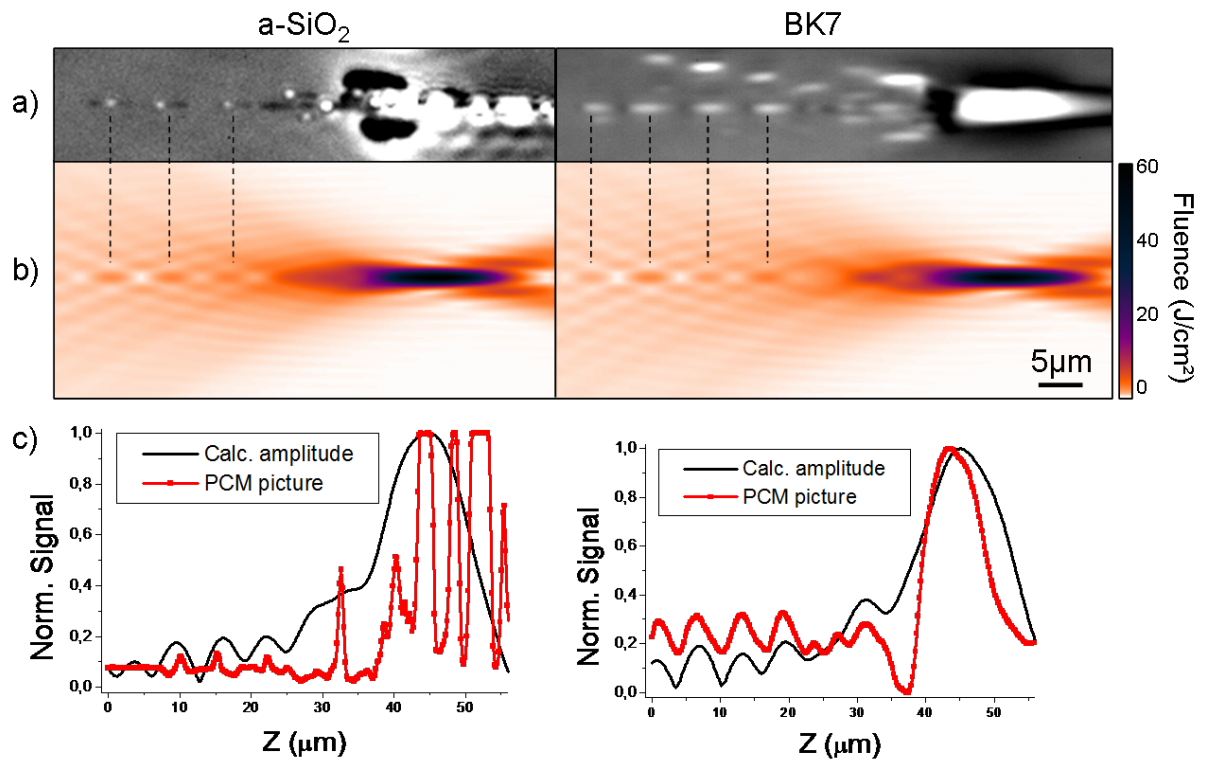 a-SiO₂ BK7
a)
b)
60
40
20
0
Fluence (J/cm²)
5μm
c)
Calc. amplitude
PCM picture
1,0
0,8
0,6
0,4
0,2
0,0
Norm. Signal
0 10 20 30 40 50
Z (μm)
Calc. amplitude
PCM picture
1,0
0,8
0,6
0,4
0,2
0,0
Norm. Signal
0 10 20 30 40 50
Z (μm)